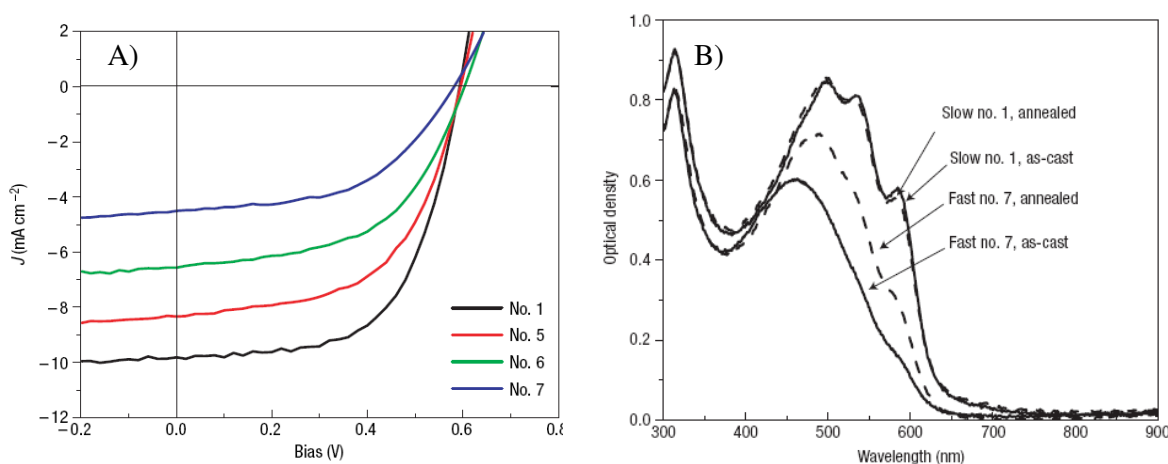 A)
2
0
−2
−4
−6
−8
−10
−12
J (mA cm⁻²)
−0.2
0.0
0.2
0.4
0.6
0.8
Bias (V)
No. 1
No. 5
No. 6
No. 7
B)
1.0
0.8
0.6
0.4
0.2
0.0
Optical density
300
400
500
600
700
800
900
Wavelength (nm)
Slow no. 1, annealed
Slow no. 1, as-cast
Fast no. 7, annealed
Fast no. 7, as-cast